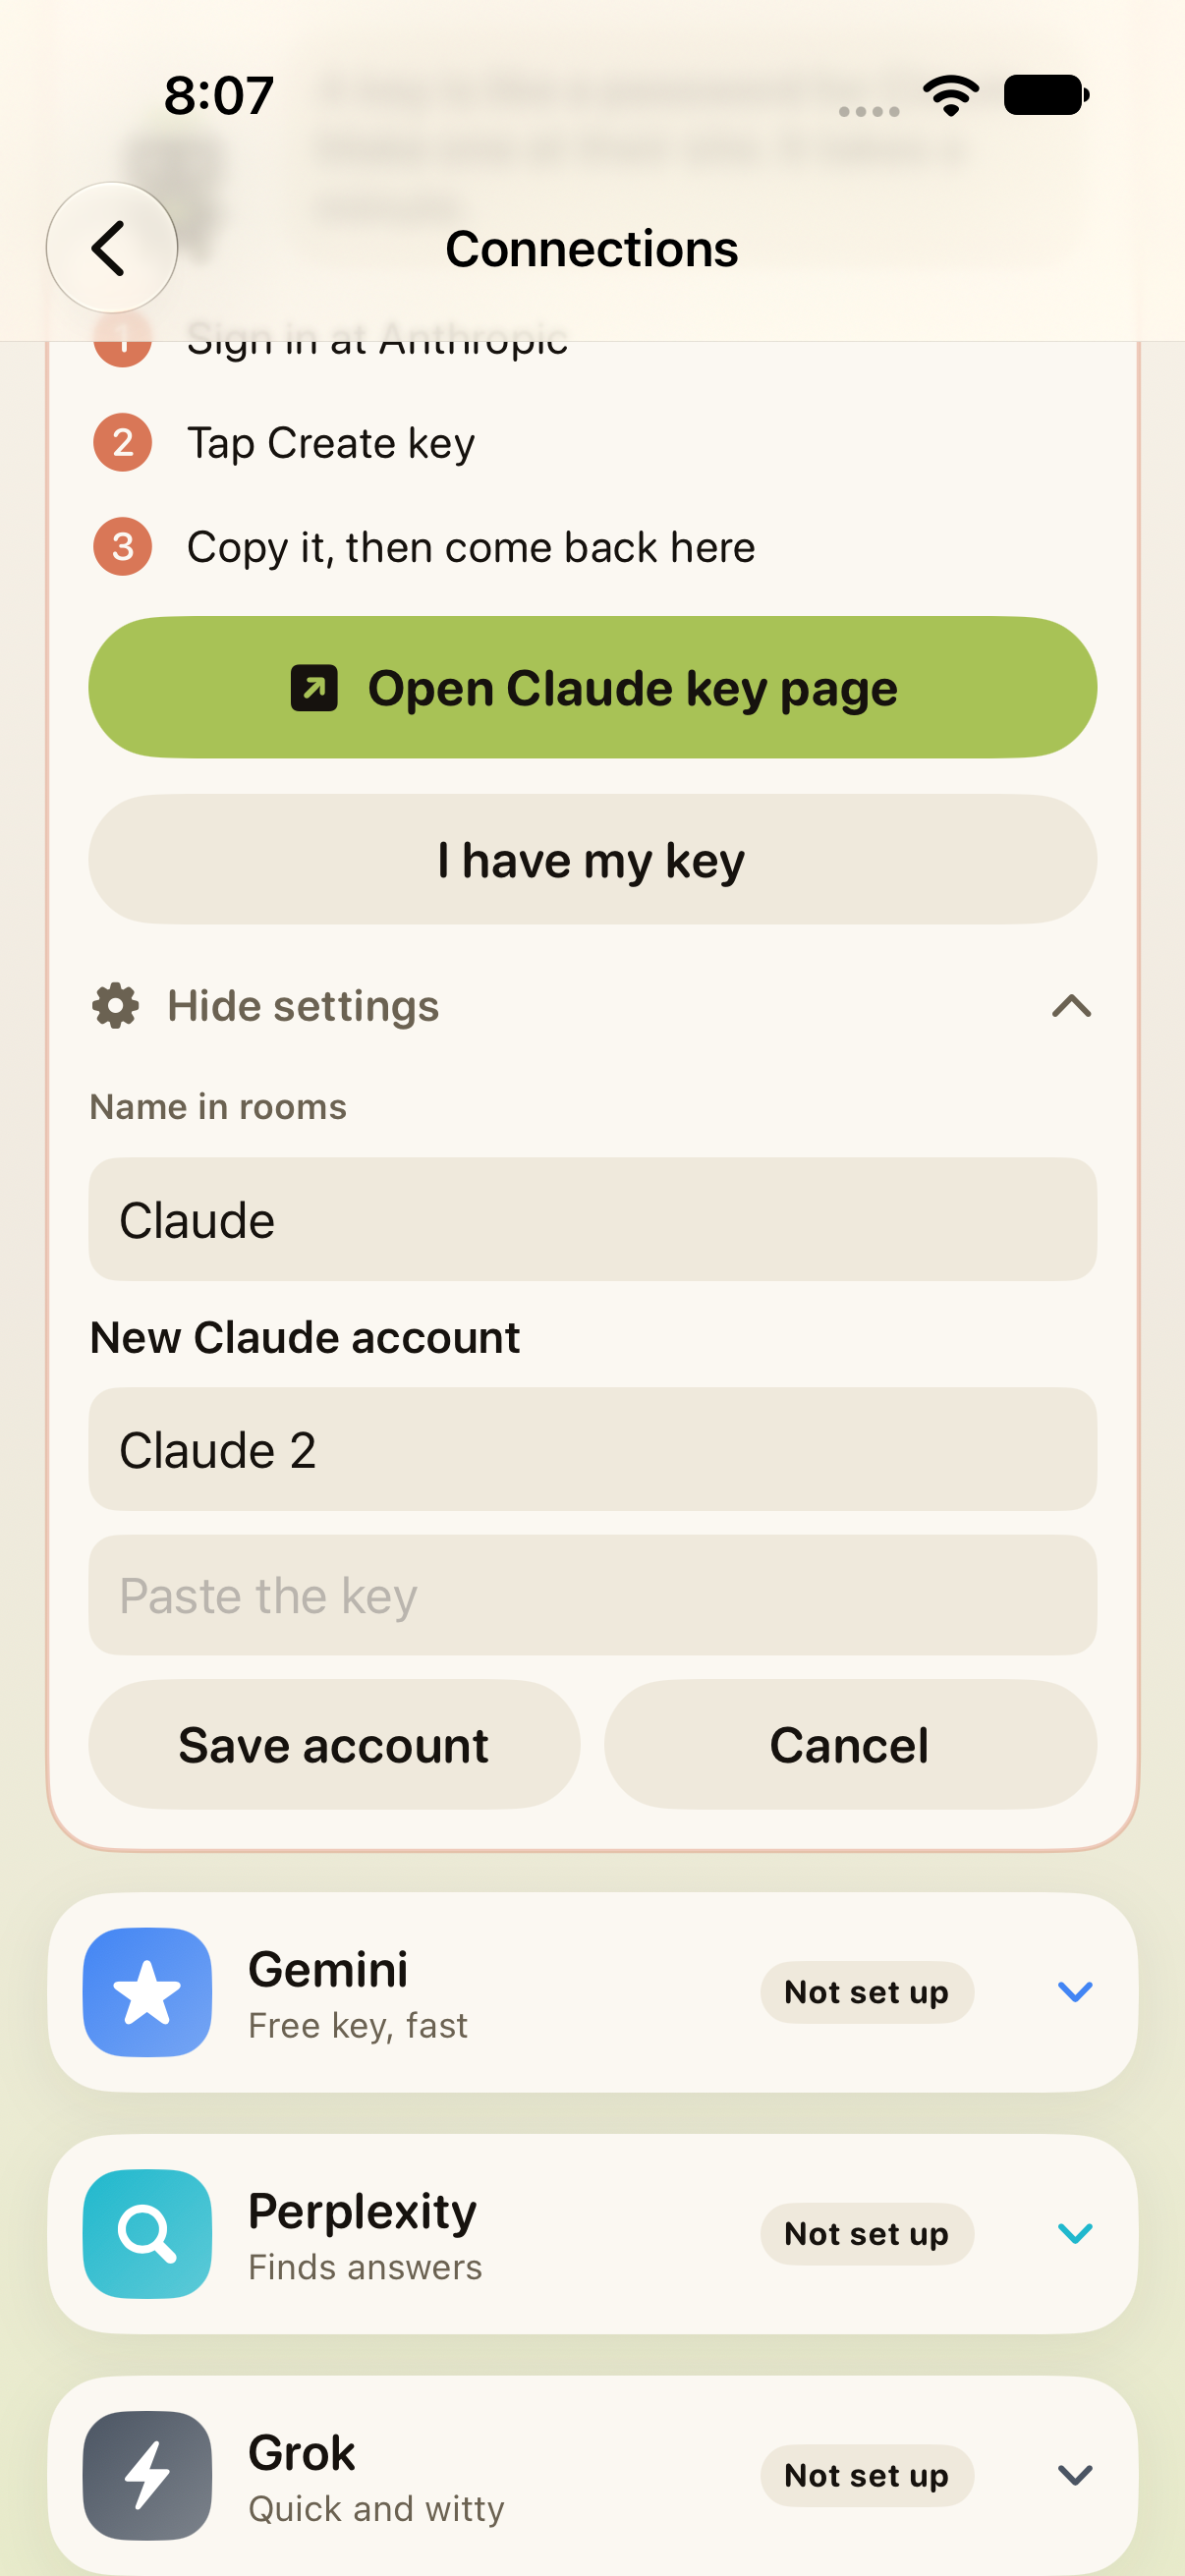 8:07
Connections
1 Sign in at Anthropic
2 Tap Create key
3 Copy it, then come back here
Open Claude key page
I have my key
Hide settings
Name in rooms
Claude
New Claude account
Claude 2
Paste the key
Save account Cancel
Gemini
Not set up
Free key, fast
Perplexity
Not set up
Finds answers
Grok
Not set up
Quick and witty